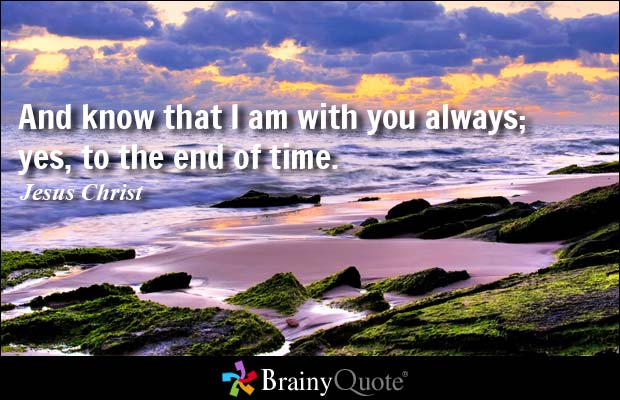 And know that I am with you always;
yes, to the end of time.
Jesus Christ
BrainyQuote®